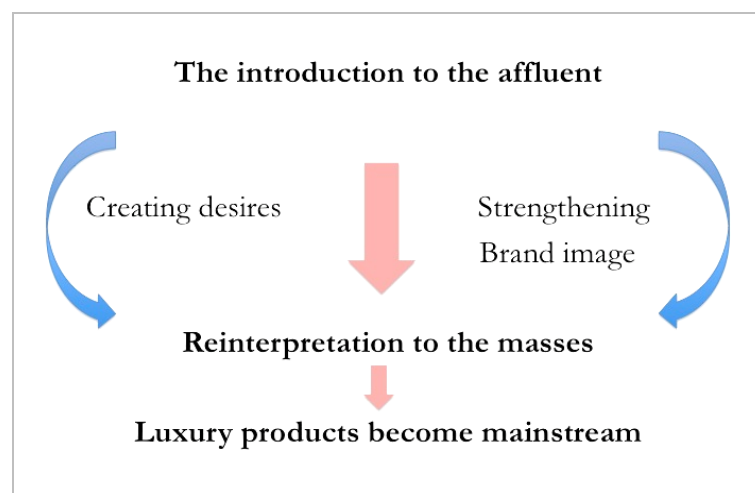 The introduction to the affluent
Creating desires
Strengthening
Brand image
Reinterpretation to the masses
Luxury products become mainstream